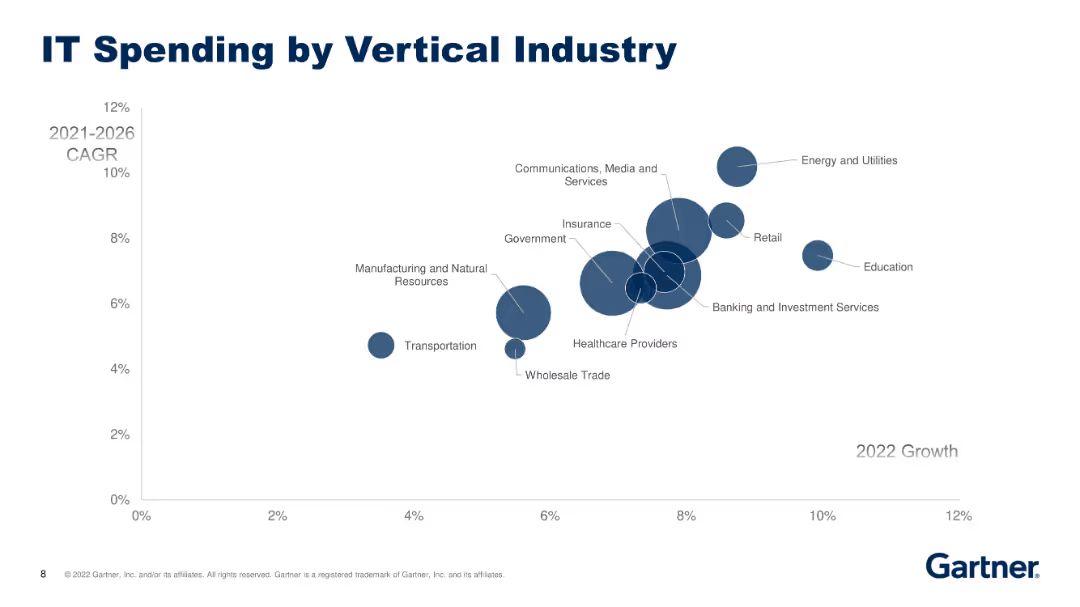 IT Spending by Vertical Industry
12%
2021-2026
CAGR
10%
8%
6%
4%
2%
0%
Communications, Media and
Services
Energy and Utilities
Insurance
Government
Retail
Manufacturing and Natural
Resources
Education
Banking and Investment Services
Transportation
Healthcare Providers
Wholesale Trade
2022 Growth
0%
2%
4%
6%
8%
10%
12%
8
© 2022 Gartner, Inc. and/or its affiliates. All rights reserved. Gartner is a registered trademark of Gartner, Inc. and its affiliates.
Gartner®